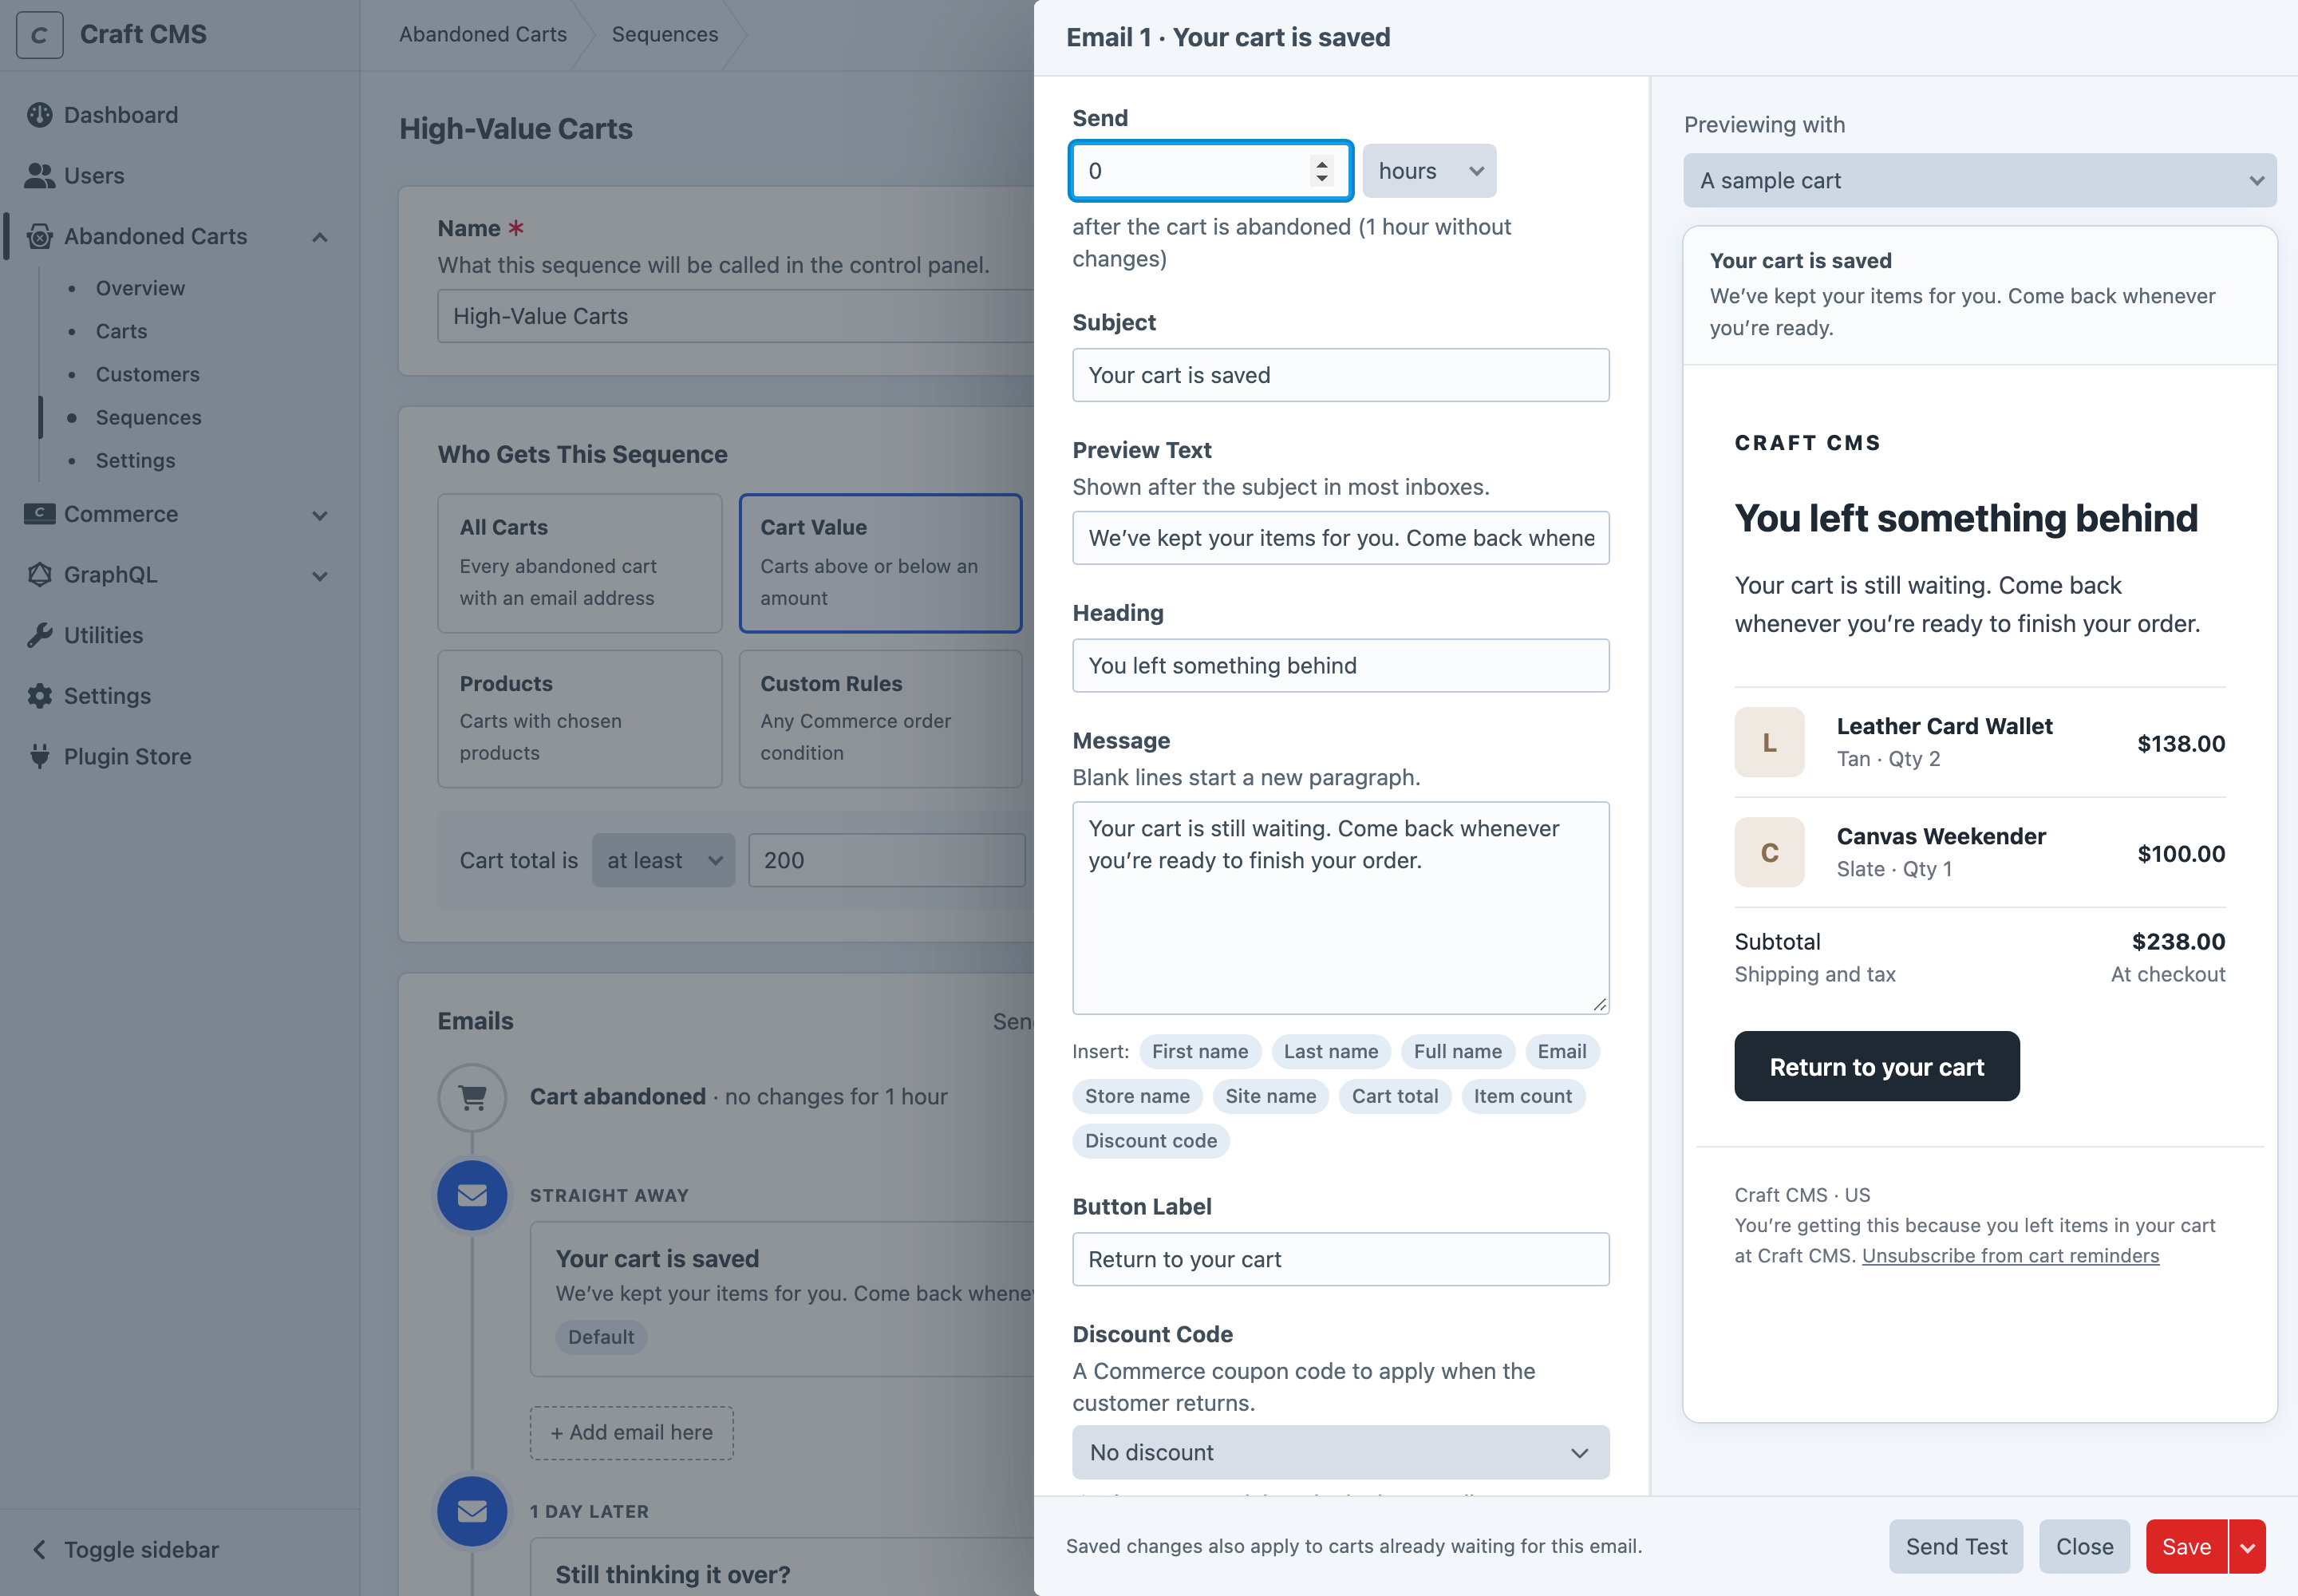 Craft CMS
Dashboard
Users
Abandoned Carts
Overview
Carts
Customers
Sequences
Settings
Commerce
GraphQL
Utilities
Settings
Plugin Store
Toggle sidebar
Abandoned Carts
Sequences
High-Value Carts
Name *
What this sequence will be called in the control panel.
High-Value Carts
Who Gets This Sequence
All Carts
Every abandoned cart
with an email address
Cart Value
Carts above or below an
amount
Products
Carts with chosen
products
Custom Rules
Any Commerce order
condition
Cart total is
at least
200
Emails
Cart abandoned · no changes for 1 hour
STRAIGHT AWAY
Your cart is saved
We’ve kept your items for you. Come back
Default
+ Add email here
1 DAY LATER
Still thinking it over?
Email 1 · Your cart is saved
Send
0
hours
after the cart is abandoned (1 hour without
changes)
Subject
Your cart is saved
Preview Text
Shown after the subject in most inboxes.
We’ve kept your items for you. Come back whene
Heading
You left something behind
Message
Blank lines start a new paragraph.
Your cart is still waiting. Come back whenever
you’re ready to finish your order.
Insert: First name Last name Full name Email
Store name Site name Cart total Item count
Discount code
Button Label
Return to your cart
Discount Code
A Commerce coupon code to apply when the
customer returns.
No discount
Previewing with
A sample cart
Your cart is saved
We’ve kept your items for you. Come back whenever
you’re ready.
CRAFT CMS
You left something behind
Your cart is still waiting. Come back
whenever you’re ready to finish your order.
L
Leather Card Wallet
Tan · Qty 2
$138.00
C
Canvas Weekender
Slate · Qty 1
$100.00
Subtotal $238.00
Shipping and tax At checkout
Return to your cart
Craft CMS · US
You’re getting this because you left items in your cart
at Craft CMS. Unsubscribe from cart reminders
Saved changes also apply to carts already waiting for this email.
Send Test
Close
Save